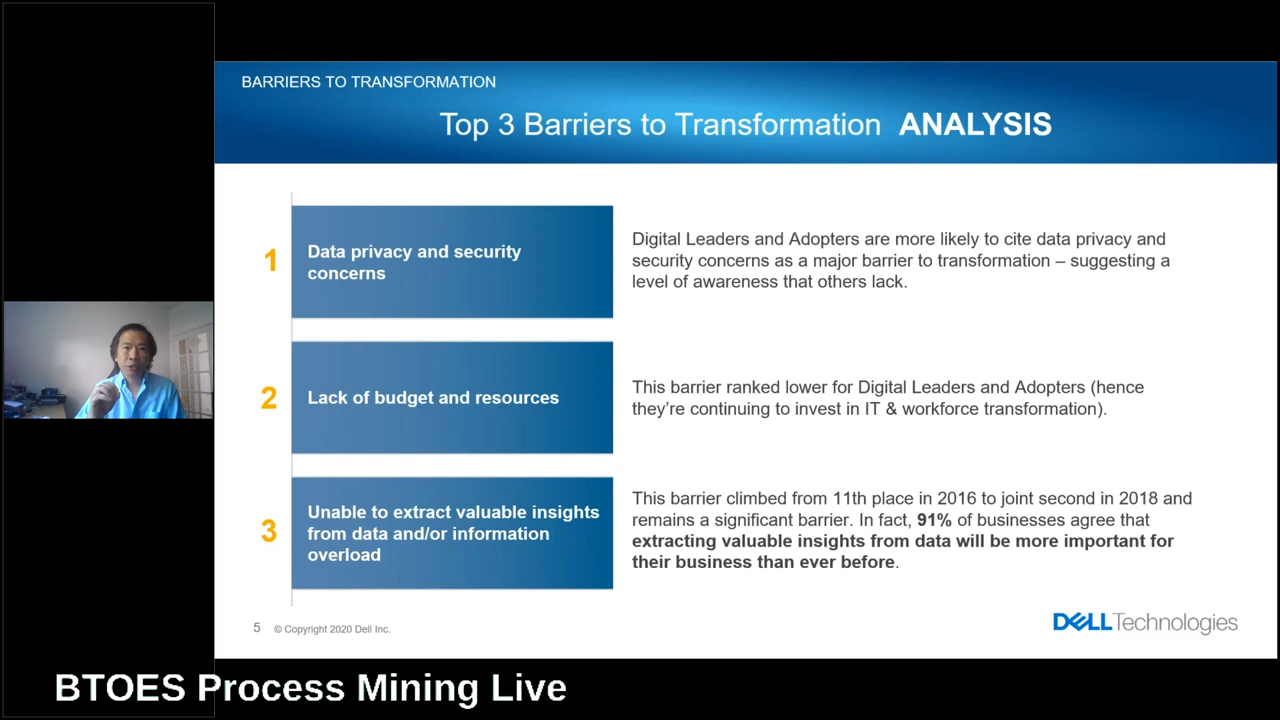 BARRIERS TO TRANSFORMATION
Top 3 Barriers to Transformation ANALYSIS
1
Data privacy and security
concerns
Digital Leaders and Adopters are more likely to cite data privacy and
security concerns as a major barrier to transformation – suggesting a
level of awareness that others lack.
2
Lack of budget and resources
This barrier ranked lower for Digital Leaders and Adopters (hence
they’re continuing to invest in IT & workforce transformation).
3
Unable to extract valuable insights
from data and/or information
overload
This barrier climbed from 11th place in 2016 to joint second in 2018 and
remains a significant barrier. In fact, 91% of businesses agree that
extracting valuable insights from data will be more important for
their business than ever before.
5 © Copyright 2020 Dell Inc.
DELLTechnologies
BTOES Process Mining Live